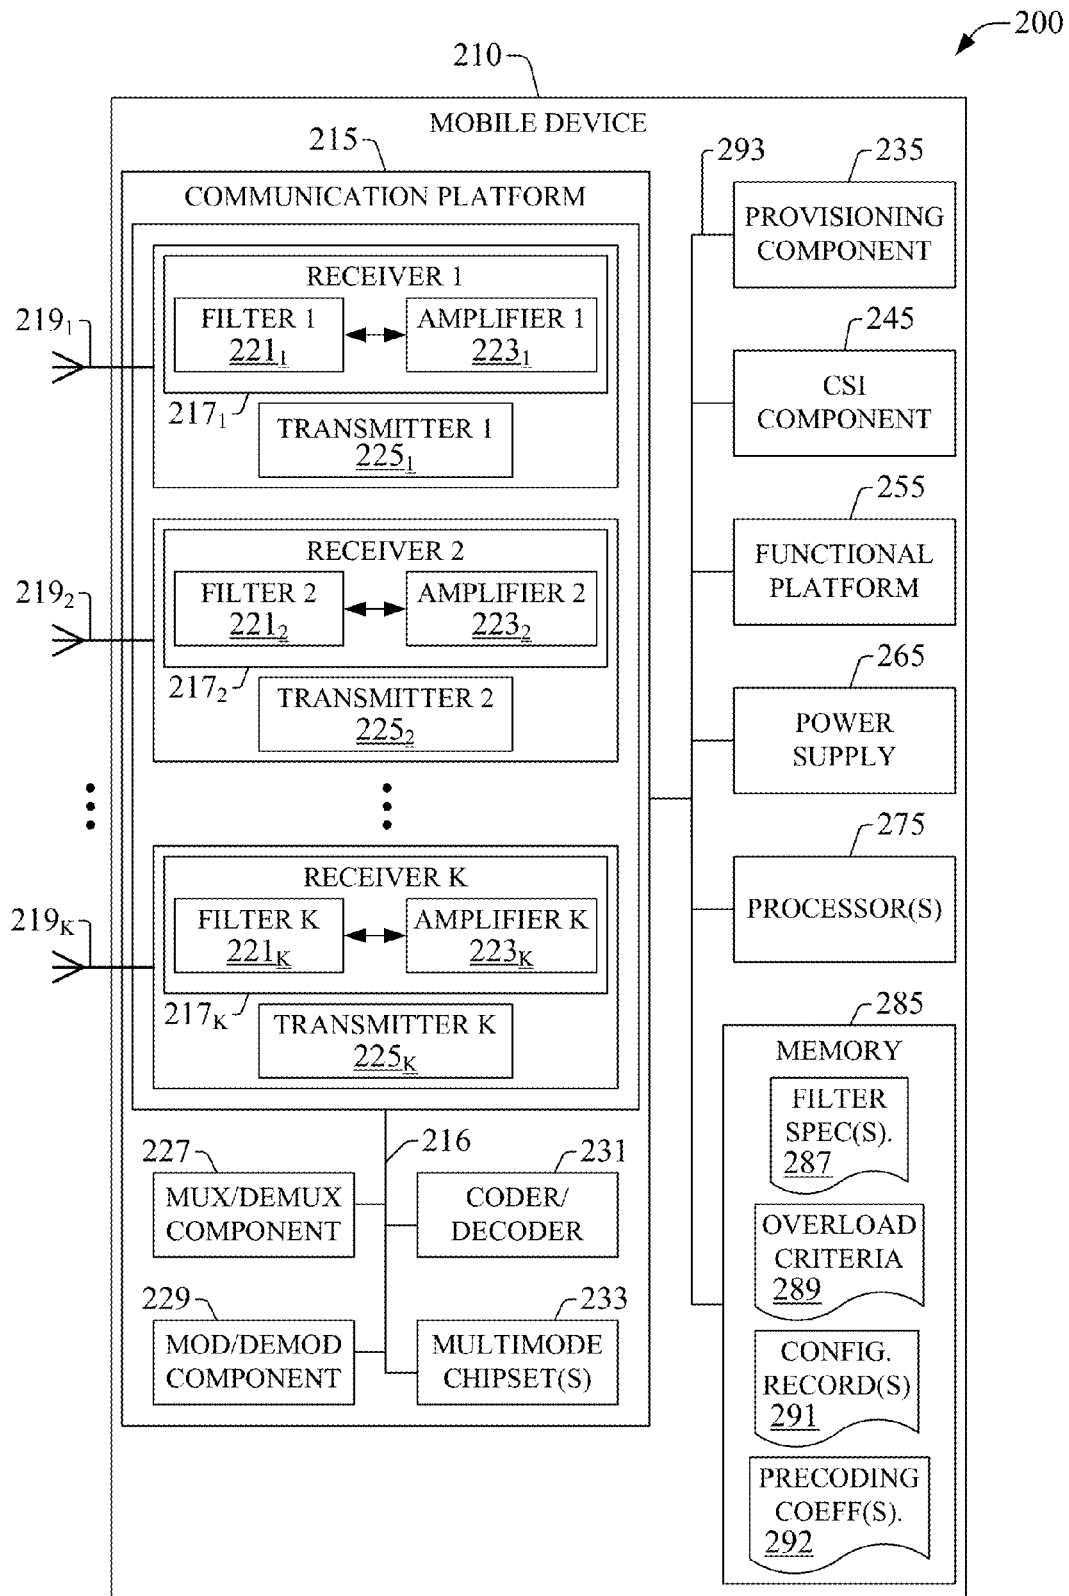 200
210
MOBILE DEVICE
215
COMMUNICATION PLATFORM
RECEIVER 1
FILTER 1
221₁
AMPLIFIER 1
223₁
219₁
217₁
TRANSMITTER 1
225₁
RECEIVER 2
FILTER 2
221₂
AMPLIFIER 2
223₂
219₂
217₂
TRANSMITTER 2
225₂
RECEIVER K
FILTER K
221K
AMPLIFIER K
223K
219K
217K
TRANSMITTER K
225K
216
227
MUX/DEMUX
COMPONENT
231
CODER/
DECODER
229
MOD/DEMOD
COMPONENT
233
MULTIMODE
CHIPSET(S)
293
235
PROVISIONING
COMPONENT
245
CSI
COMPONENT
255
FUNCTIONAL
PLATFORM
265
POWER
SUPPLY
275
PROCESSOR(S)
285
MEMORY
FILTER
SPEC(S).
287
OVERLOAD
CRITERIA
289
CONFIG.
RECORD(S)
291
PRECODING
COEFF(S).
292